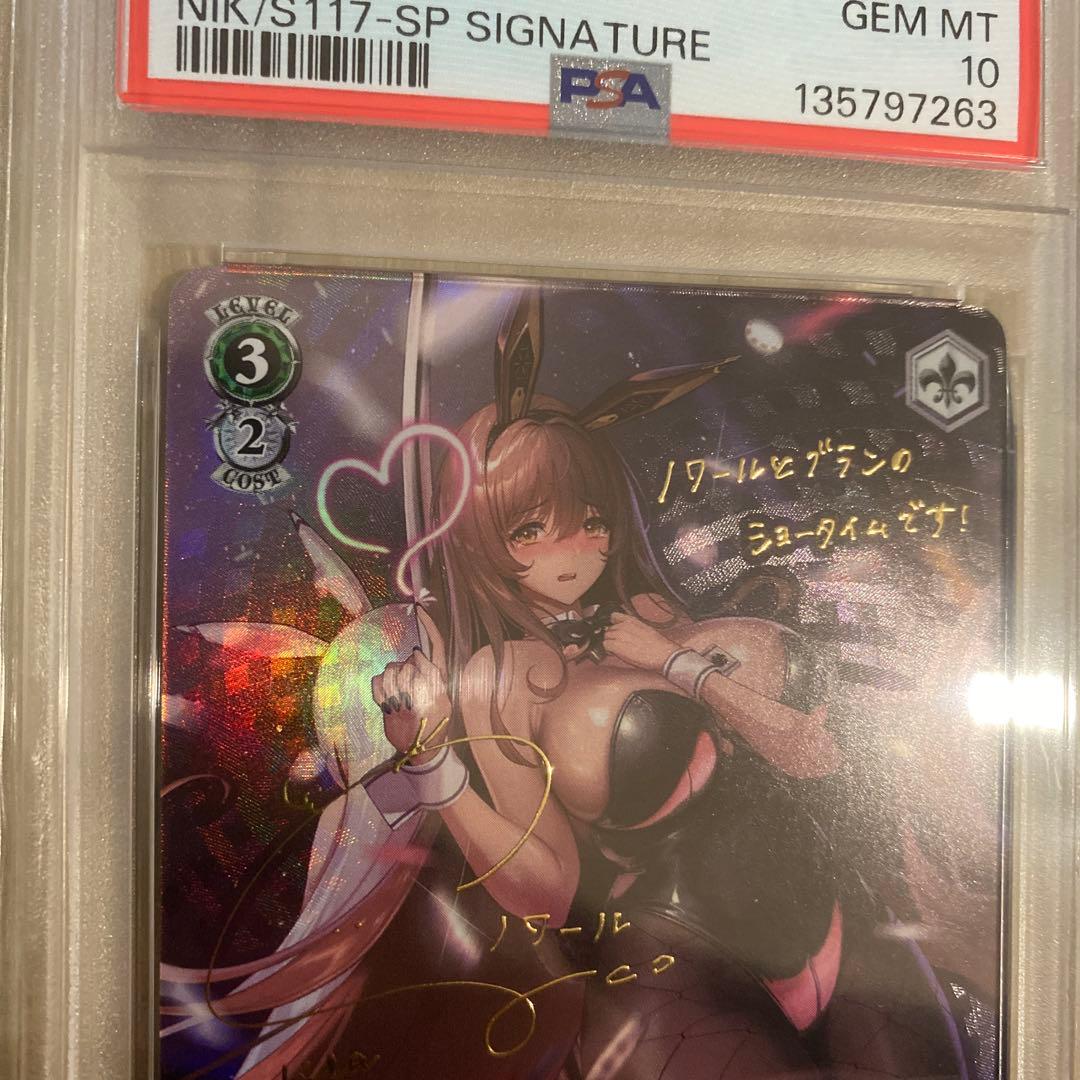 NIK/S117-SP SIGNATURE
GEM MT
10
PSA
135797263
LEVEL
3
2
COST
ノワールとブランの
ショータイムです!
ノワール